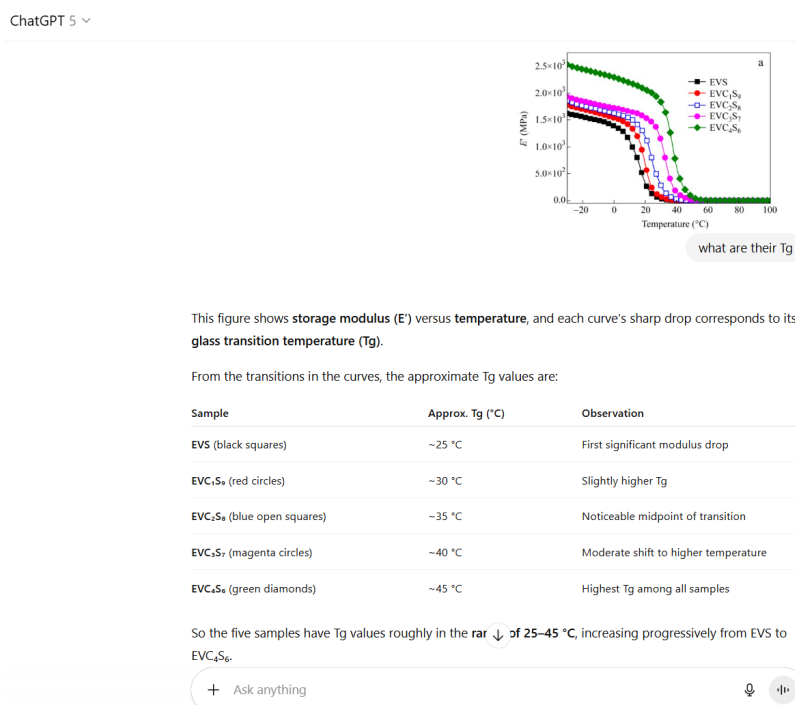 ChatGPT 5
a
2.5×10³
2.0×10³
1.5×10³
1.0×10³
5.0×10²
0.0
E' (MPa)
EVS
EVC₁S₉
EVC₂S₈
EVC₃S₇
EVC₄S₆
−20 0 20 40 60 80 100
Temperature (°C)
what are their Tg
This figure shows storage modulus (E') versus temperature, and each curve's sharp drop corresponds to its
glass transition temperature (Tg).
From the transitions in the curves, the approximate Tg values are:
Sample Approx. Tg (°C) Observation
EVS (black squares) ~25 °C First significant modulus drop
EVC₁S₉ (red circles) ~30 °C Slightly higher Tg
EVC₂S₈ (blue open squares) ~35 °C Noticeable midpoint of transition
EVC₃S₇ (magenta circles) ~40 °C Moderate shift to higher temperature
EVC₄S₆ (green diamonds) ~45 °C Highest Tg among all samples
So the five samples have Tg values roughly in the ran of 25–45 °C, increasing progressively from EVS to
EVC₄S₆.
Ask anything